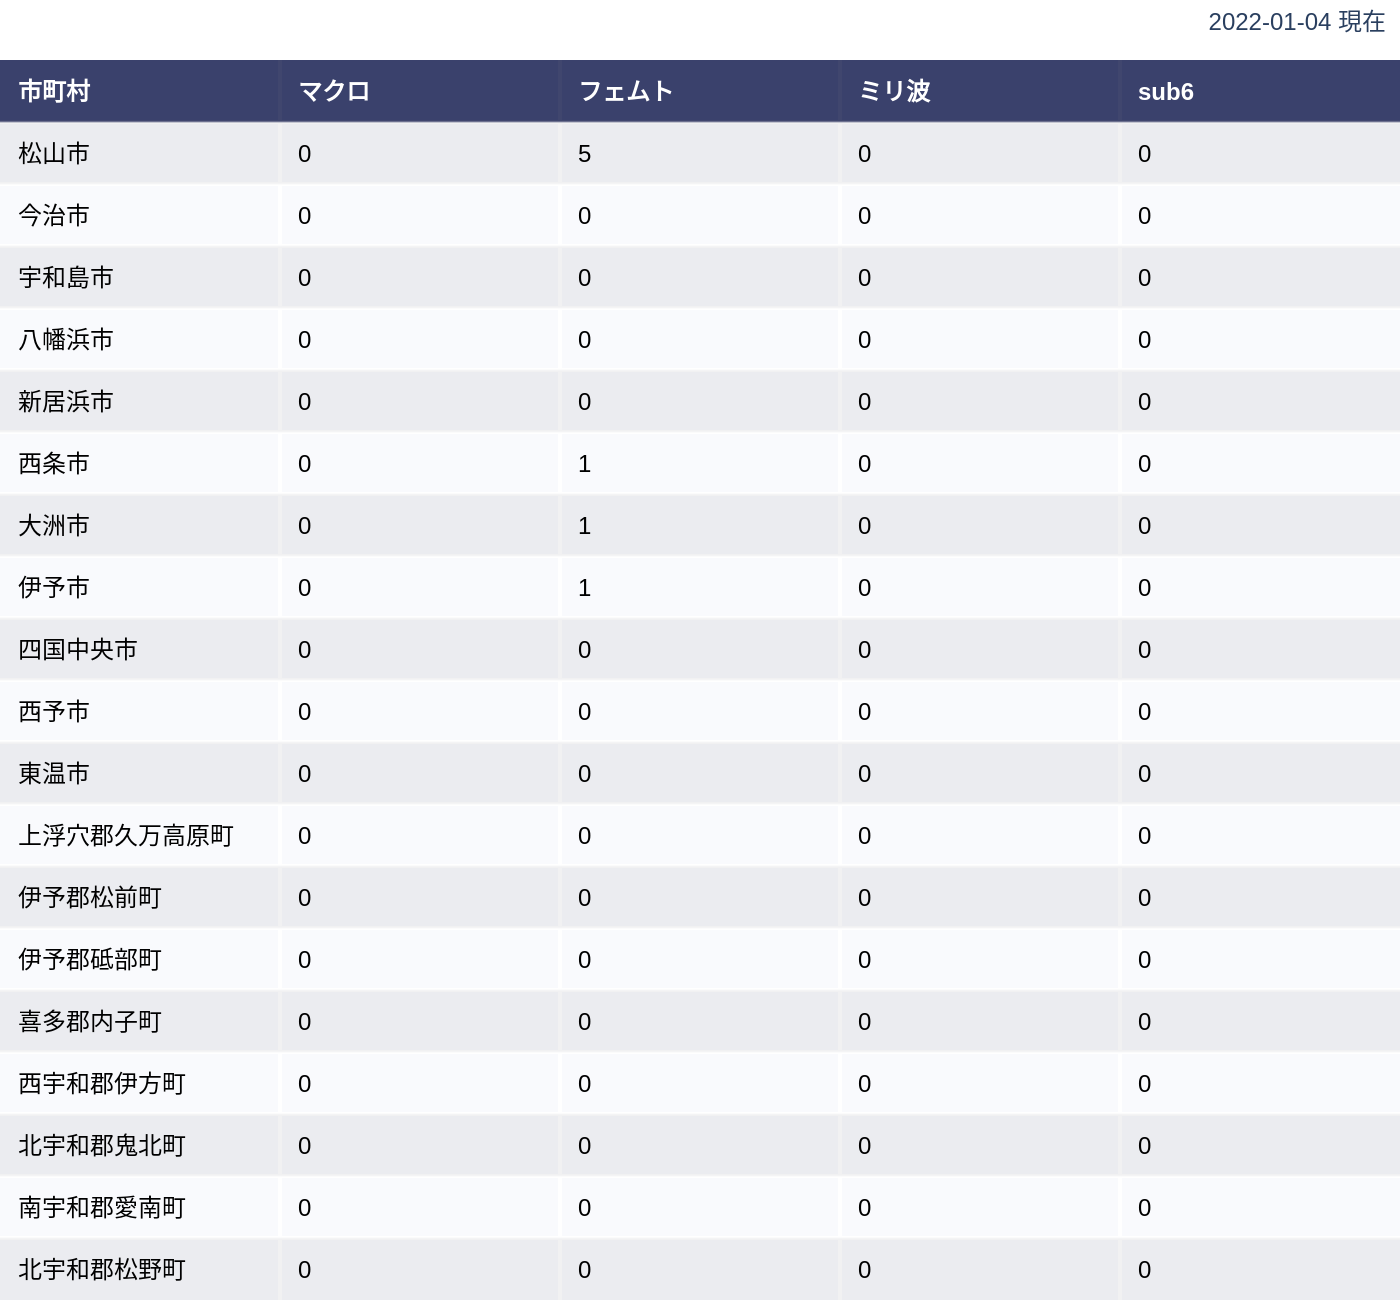 2022-01-04 現在
市町村 マクロ フェムト ミリ波 sub6
松山市 0 5 0 0
今治市 0 0 0 0
宇和島市 0 0 0 0
八幡浜市 0 0 0 0
新居浜市 0 0 0 0
西条市 0 1 0 0
大洲市 0 1 0 0
伊予市 0 1 0 0
四国中央市 0 0 0 0
西予市 0 0 0 0
東温市 0 0 0 0
上浮穴郡久万高原町 0 0 0 0
伊予郡松前町 0 0 0 0
伊予郡砥部町 0 0 0 0
喜多郡内子町 0 0 0 0
西宇和郡伊方町 0 0 0 0
北宇和郡鬼北町 0 0 0 0
南宇和郡愛南町 0 0 0 0
北宇和郡松野町 0 0 0 0